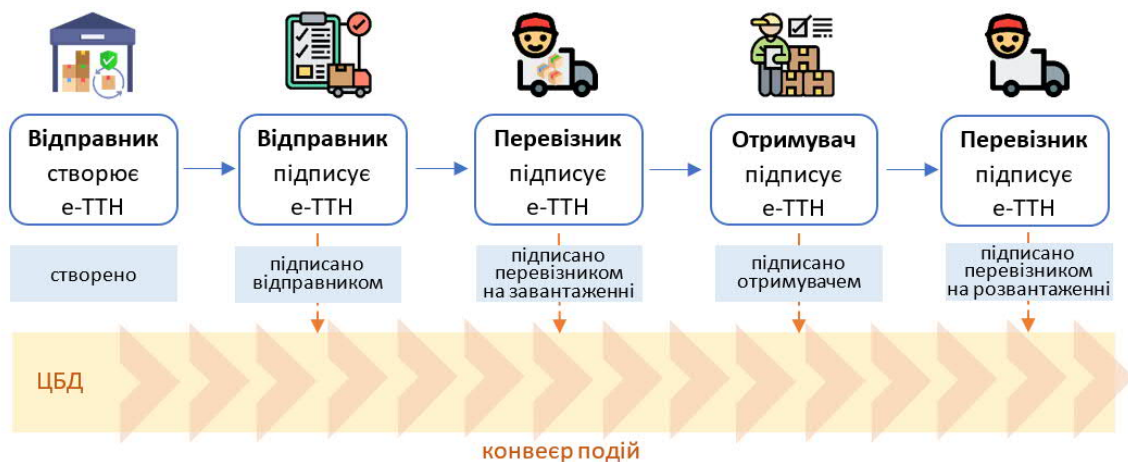 Відправник
створює
е-ТТН
Відправник
підписує
е-ТТН
Перевізник
підписує
е-ТТН
Отримувач
підписує
е-ТТН
Перевізник
підписує
е-ТТН
створено
підписано
відправником
підписано
перевізником
на завантаженні
підписано
отримувачем
підписано
перевізником
на розвантаженні
ЦБД
конвеєр подій